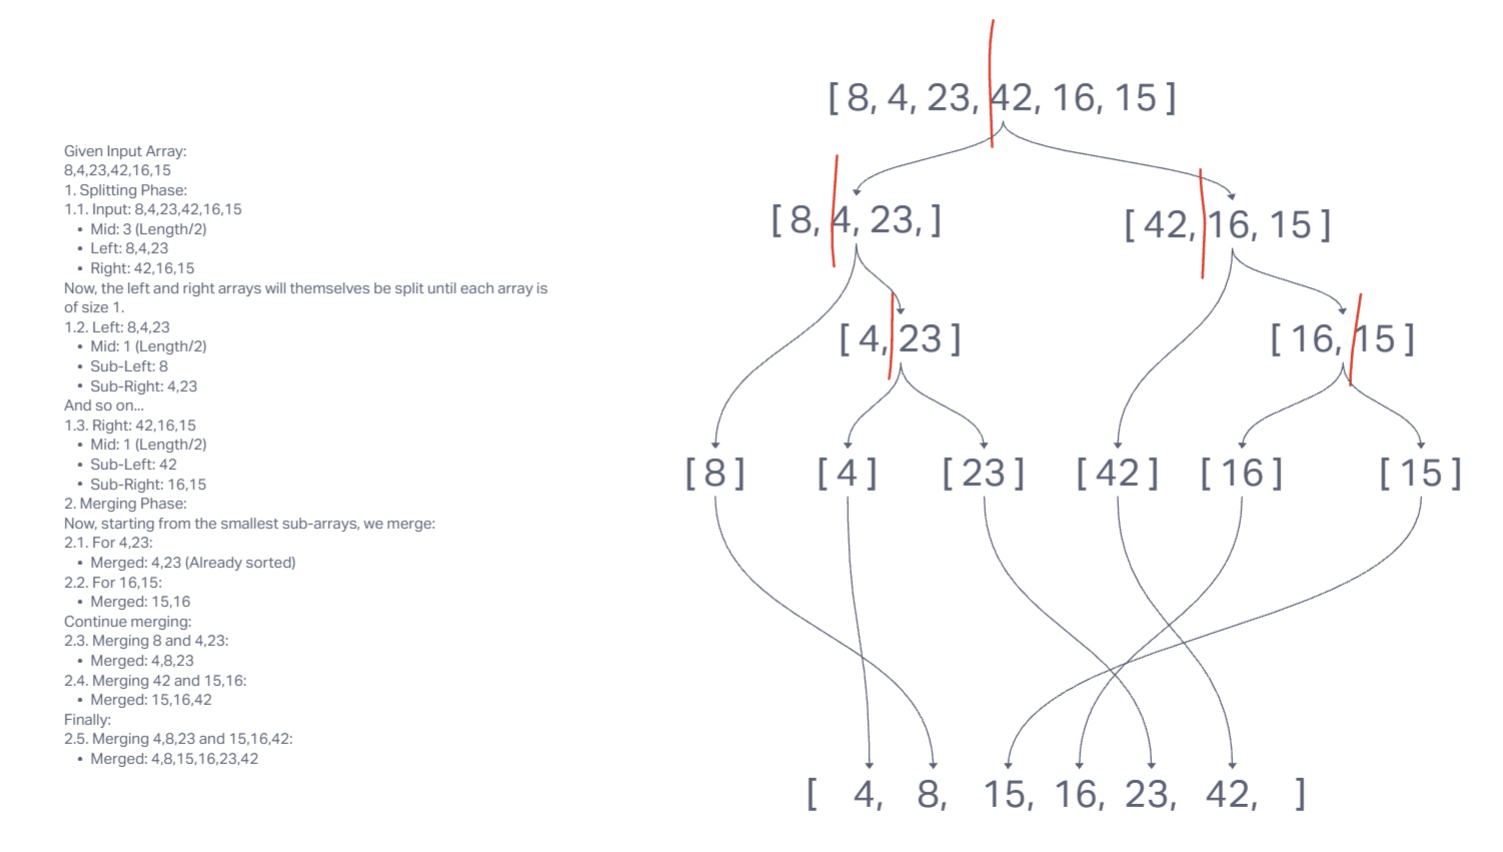 Given Input Array:
8,4,23,42,16,15
1. Splitting Phase:
1.1. Input: 8,4,23,42,16,15
• Mid: 3 (Length/2)
• Left: 8,4,23
• Right: 42,16,15
Now, the left and right arrays will themselves be split until each array is
of size 1.
1.2. Left: 8,4,23
• Mid: 1 (Length/2)
• Sub-Left: 8
• Sub-Right: 4,23
And so on...
1.3. Right: 42,16,15
• Mid: 1 (Length/2)
• Sub-Left: 42
• Sub-Right: 16,15
2. Merging Phase:
Now, starting from the smallest sub-arrays, we merge:
2.1. For 4,23:
• Merged: 4,23 (Already sorted)
2.2. For 16,15:
• Merged: 15,16
Continue merging:
2.3. Merging 8 and 4,23:
• Merged: 4,8,23
2.4. Merging 42 and 15,16:
• Merged: 15,16,42
Finally:
2.5. Merging 4,8,23 and 15,16,42:
• Merged: 4,8,15,16,23,42
[ 8, 4, 23, 42, 16, 15 ]
[ 8, 4, 23, ]
[ 42, 16, 15 ]
[ 4, 23 ]
[ 16, 15 ]
[ 8 ]
[ 4 ]
[ 23 ]
[ 42 ]
[ 16 ]
[ 15 ]
[ 4, 8, 15, 16, 23, 42, ]